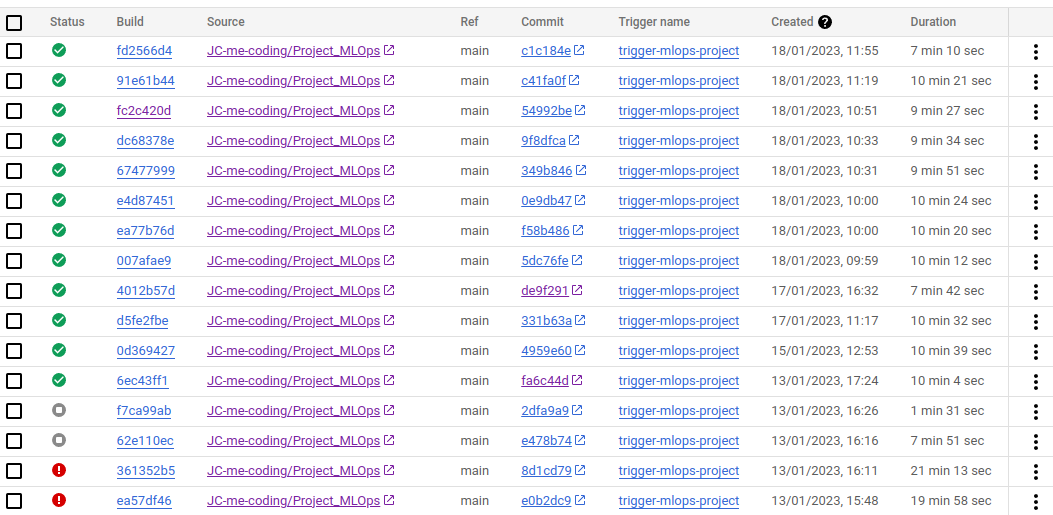 Status Build Source Ref Commit Trigger name Created ? Duration
fd2566d4 JC-me-coding/Project_MLOps main c1c184e trigger-mlops-project 18/01/2023, 11:55 7 min 10 sec
91e61b44 JC-me-coding/Project_MLOps main c41fa0f trigger-mlops-project 18/01/2023, 11:19 10 min 21 sec
fc2c420d JC-me-coding/Project_MLOps main 54992be trigger-mlops-project 18/01/2023, 10:51 9 min 27 sec
dc68378e JC-me-coding/Project_MLOps main 9f8dfca trigger-mlops-project 18/01/2023, 10:33 9 min 34 sec
67477999 JC-me-coding/Project_MLOps main 349b846 trigger-mlops-project 18/01/2023, 10:31 9 min 51 sec
e4d87451 JC-me-coding/Project_MLOps main 0e9db47 trigger-mlops-project 18/01/2023, 10:00 10 min 24 sec
ea77b76d JC-me-coding/Project_MLOps main f58b486 trigger-mlops-project 18/01/2023, 10:00 10 min 20 sec
007afae9 JC-me-coding/Project_MLOps main 5dc76fe trigger-mlops-project 18/01/2023, 09:59 10 min 12 sec
4012b57d JC-me-coding/Project_MLOps main de9f291 trigger-mlops-project 17/01/2023, 16:32 7 min 42 sec
d5fe2fbe JC-me-coding/Project_MLOps main 331b63a trigger-mlops-project 17/01/2023, 11:17 10 min 32 sec
0d369427 JC-me-coding/Project_MLOps main 4959e60 trigger-mlops-project 15/01/2023, 12:53 10 min 39 sec
6ec43ff1 JC-me-coding/Project_MLOps main fa6c44d trigger-mlops-project 13/01/2023, 17:24 10 min 4 sec
f7ca99ab JC-me-coding/Project_MLOps main 2dfa9a9 trigger-mlops-project 13/01/2023, 16:26 1 min 31 sec
62e110ec JC-me-coding/Project_MLOps main e478b74 trigger-mlops-project 13/01/2023, 16:16 7 min 51 sec
361352b5 JC-me-coding/Project_MLOps main 8d1cd79 trigger-mlops-project 13/01/2023, 16:11 21 min 13 sec
ea57df46 JC-me-coding/Project_MLOps main e0b2dc9 trigger-mlops-project 13/01/2023, 15:48 19 min 58 sec